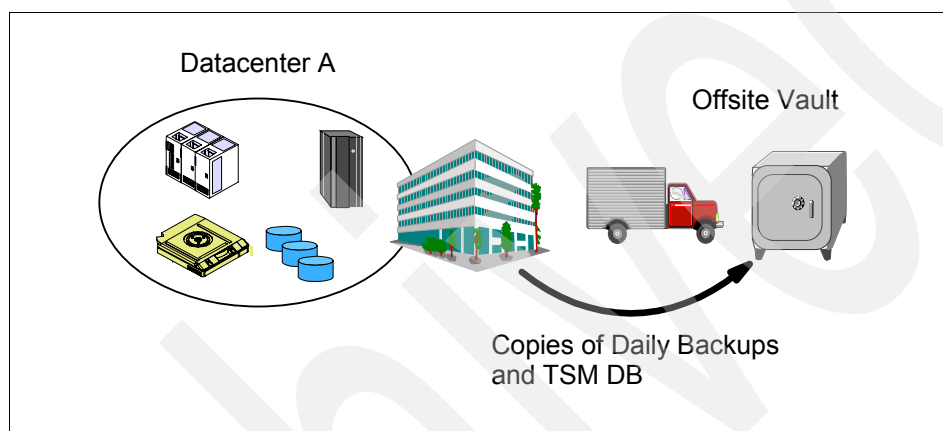 Datacenter A
Offsite Vault
Copies of Daily Backups
and TSM DB